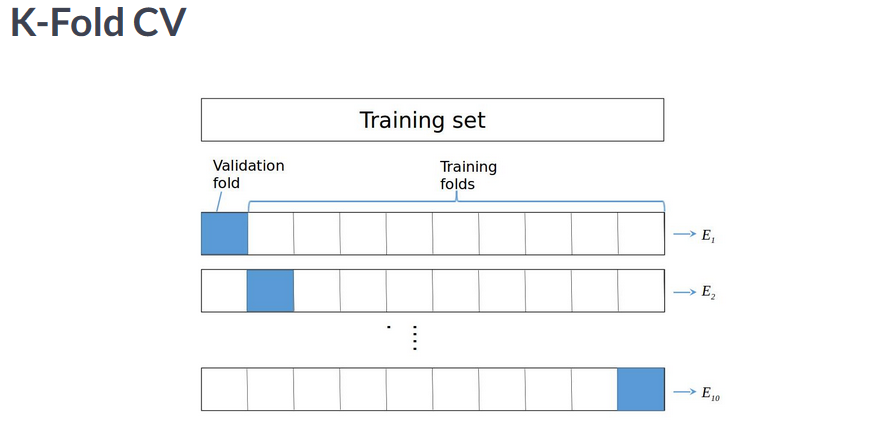 K-Fold CV
Training set
Validation
fold
Training
folds
E1
E2
E10